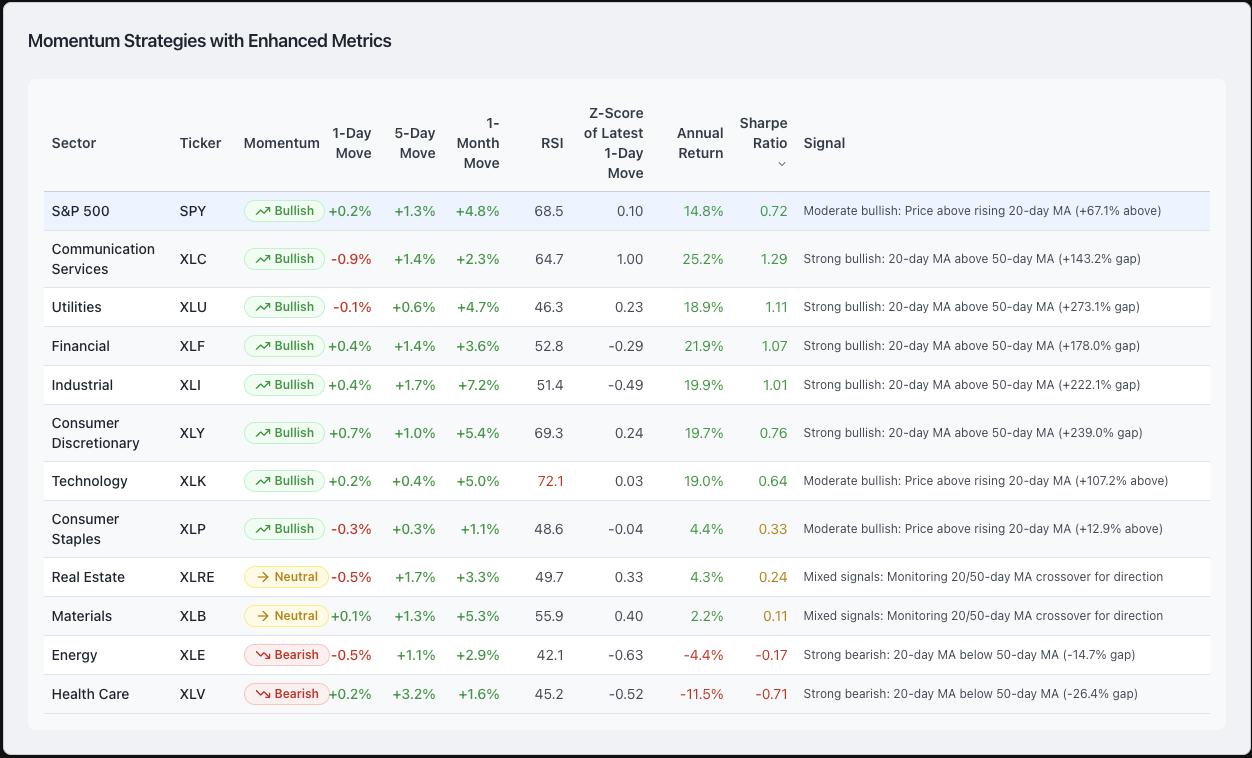 Momentum Strategies with Enhanced Metrics
Sector Ticker Momentum 1-Day Move 5-Day Move 1-Month Move RSI Z-Score of Latest 1-Day Move Annual Return Sharpe Ratio Signal
S&P 500 SPY Bullish +0.2% +1.3% +4.8% 68.5 0.10 14.8% 0.72 Moderate bullish: Price above rising 20-day MA (+67.1% above)
Communication Services XLC Bullish -0.9% +1.4% +2.3% 64.7 1.00 25.2% 1.29 Strong bullish: 20-day MA above 50-day MA (+143.2% gap)
Utilities XLU Bullish -0.1% +0.6% +4.7% 46.3 0.23 18.9% 1.11 Strong bullish: 20-day MA above 50-day MA (+273.1% gap)
Financial XLF Bullish +0.4% +1.4% +3.6% 52.8 -0.29 21.9% 1.07 Strong bullish: 20-day MA above 50-day MA (+178.0% gap)
Industrial XLI Bullish +0.4% +1.7% +7.2% 51.4 -0.49 19.9% 1.01 Strong bullish: 20-day MA above 50-day MA (+222.1% gap)
Consumer Discretionary XLY Bullish +0.7% +1.0% +5.4% 69.3 0.24 19.7% 0.76 Strong bullish: 20-day MA above 50-day MA (+239.0% gap)
Technology XLK Bullish +0.2% +0.4% +5.0% 72.1 0.03 19.0% 0.64 Moderate bullish: Price above rising 20-day MA (+107.2% above)
Consumer Staples XLP Bullish -0.3% +0.3% +1.1% 48.6 -0.04 4.4% 0.33 Moderate bullish: Price above rising 20-day MA (+12.9% above)
Real Estate XLRE Neutral -0.5% +1.7% +3.3% 49.7 0.33 4.3% 0.24 Mixed signals: Monitoring 20/50-day MA crossover for direction
Materials XLB Neutral +0.1% +1.3% +5.3% 55.9 0.40 2.2% 0.11 Mixed signals: Monitoring 20/50-day MA crossover for direction
Energy XLE Bearish -0.5% +1.1% +2.9% 42.1 -0.63 -4.4% -0.17 Strong bearish: 20-day MA below 50-day MA (-14.7% gap)
Health Care XLV Bearish +0.2% +3.2% +1.6% 45.2 -0.52 -11.5% -0.71 Strong bearish: 20-day MA below 50-day MA (-26.4% gap)